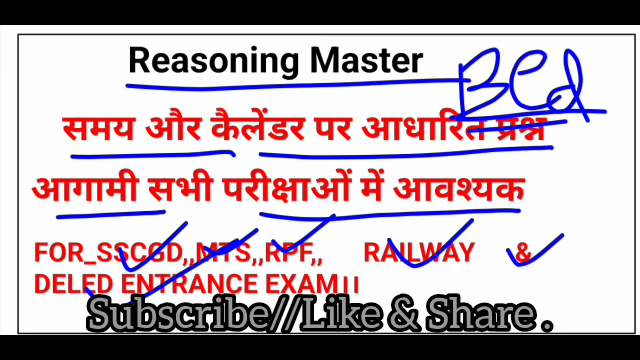 Reasoning Master
BEd
समय और कैलेंडर पर आधारित प्रश्न
आगामी सभी परीक्षाओं में आवश्यक
FOR_SSCGD,,MTS,,RPF,, RAILWAY &
DELED ENTRANCE EXAM।।
Subscribe//Like & Share .